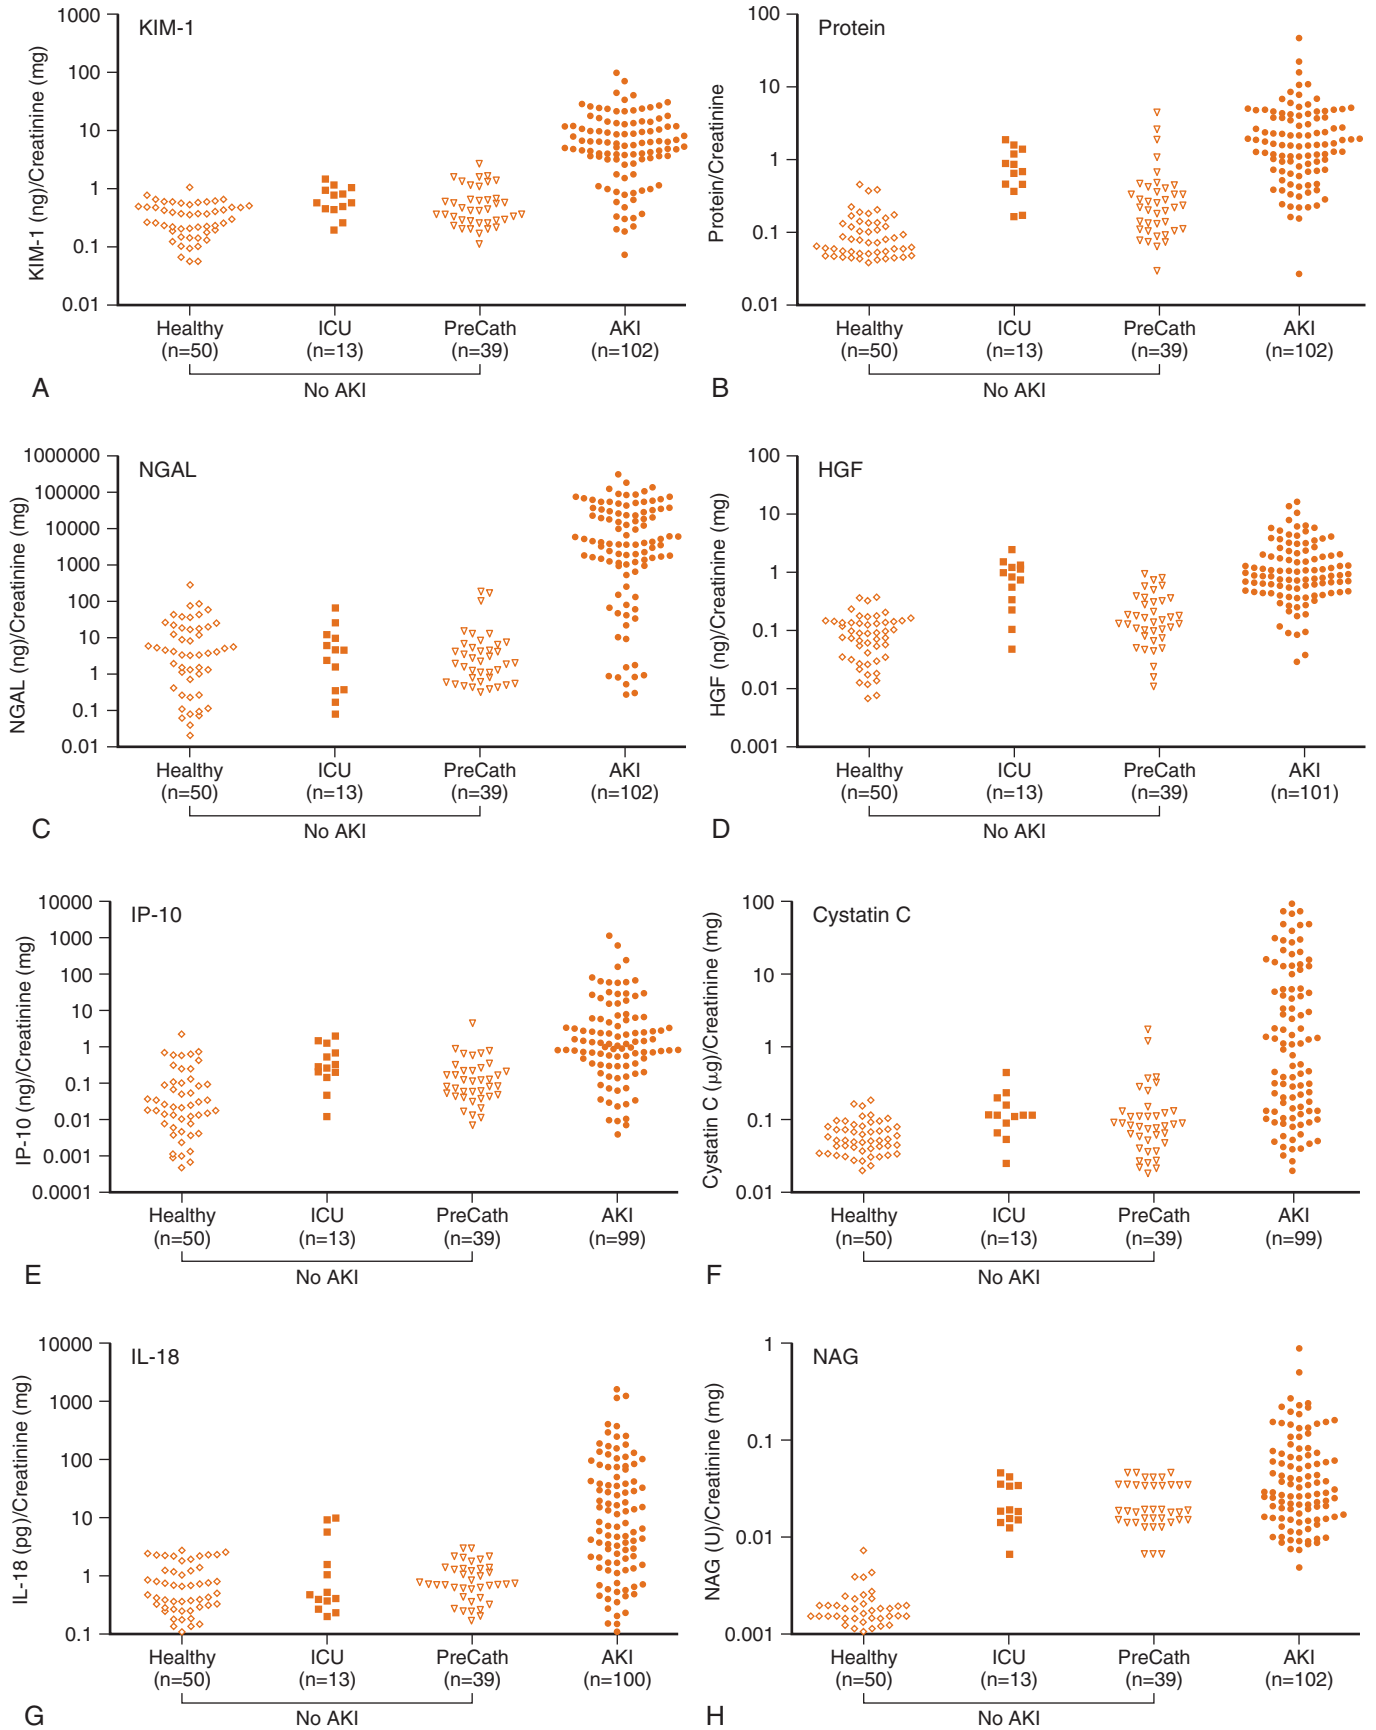 KIM-1
KIM-1 (ng)/Creatinine (mg)
1000
100
10
1
0.1
0.01
Healthy ICU PreCath AKI
(n=50) (n=13) (n=39) (n=102)
No AKI
A
Protein
Protein/Creatinine
100
10
1
0.1
0.01
Healthy ICU PreCath AKI
(n=50) (n=13) (n=39) (n=102)
No AKI
B
NGAL
NGAL (ng)/Creatinine (mg)
1000000
100000
10000
1000
100
10
1
0.1
0.01
Healthy ICU PreCath AKI
(n=50) (n=13) (n=39) (n=102)
No AKI
C
HGF
HGF (ng)/Creatinine (mg)
100
10
1
0.1
0.01
0.001
Healthy ICU PreCath AKI
(n=50) (n=13) (n=39) (n=101)
No AKI
D
IP-10
IP-10 (ng)/Creatinine (mg)
10000
1000
100
10
1
0.1
0.01
0.001
0.0001
Healthy ICU PreCath AKI
(n=50) (n=13) (n=39) (n=99)
No AKI
E
Cystatin C
Cystatin C (μg)/Creatinine (mg)
100
10
1
0.1
0.01
Healthy ICU PreCath AKI
(n=50) (n=13) (n=39) (n=99)
No AKI
F
IL-18
IL-18 (pg)/Creatinine (mg)
10000
1000
100
10
1
0.1
Healthy ICU PreCath AKI
(n=50) (n=13) (n=39) (n=100)
No AKI
G
NAG
NAG (U)/Creatinine (mg)
1
0.1
0.01
0.001
Healthy ICU PreCath AKI
(n=50) (n=13) (n=39) (n=102)
No AKI
H